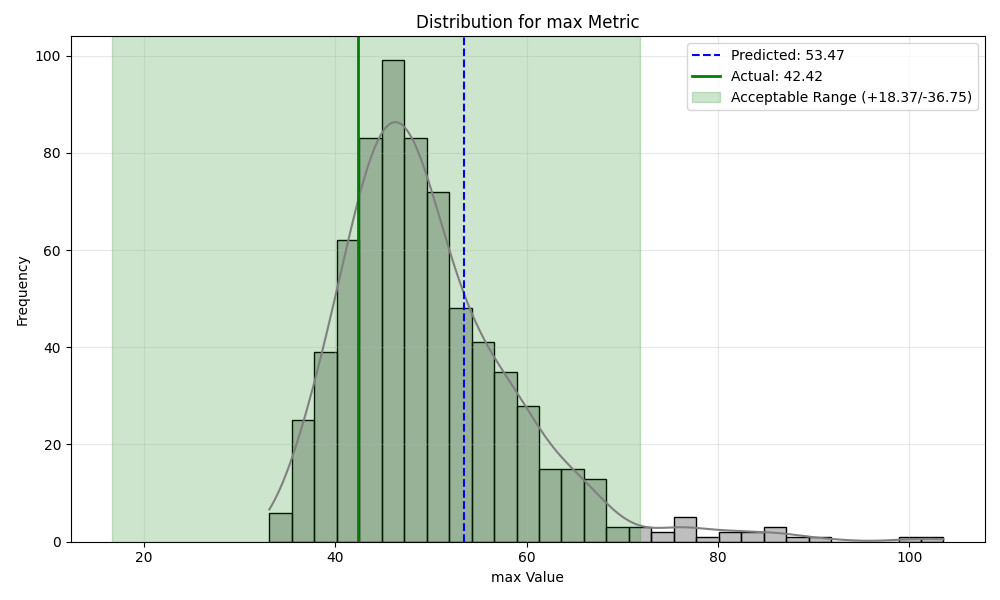 Distribution for max Metric
Predicted: 53.47
Actual: 42.42
Acceptable Range (+18.37/-36.75)
100
80
60
40
20
0
Frequency
20 40 60 80 100
max Value